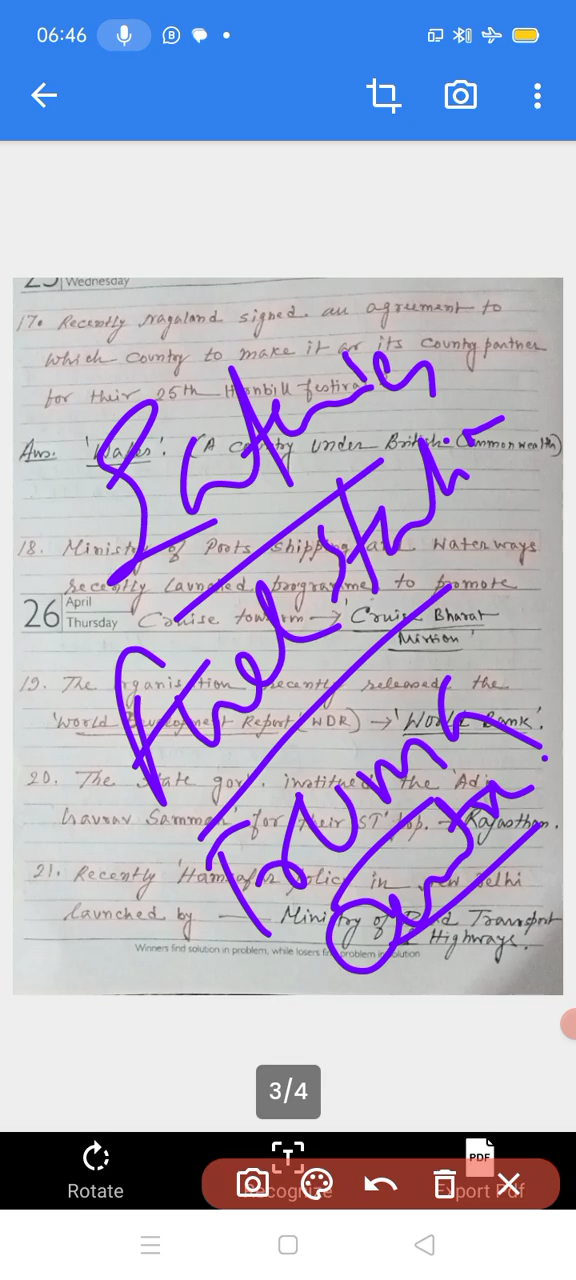 06:46
Wednesday
17. Recently Nagaland signed an agreement to
which country to make it as its county partner
for their 25th Hornbill festival
Ans. 'Wales'. (A country under British Commonwealth)
18. Ministry of Ports Shipping and Waterways
recently launched programme to promote
26 April
Thursday
Cruise tourism → 'Cruise Bharat
Mission'
19. The organisation recently released the
'World Development Report (WDR) → 'World Bank'.
20. The State govt. instituted the 'Adi
Gaurav Samman' for their 'ST' pop. → Rajasthan.
21. Recently 'Hamsafar policy' in New Delhi
launched by — Ministry of Road Transport
& Highways.
Winners find solution in problem, while losers find problem in solution
3/4
Rotate
Recognize
Export Pdf
PDF